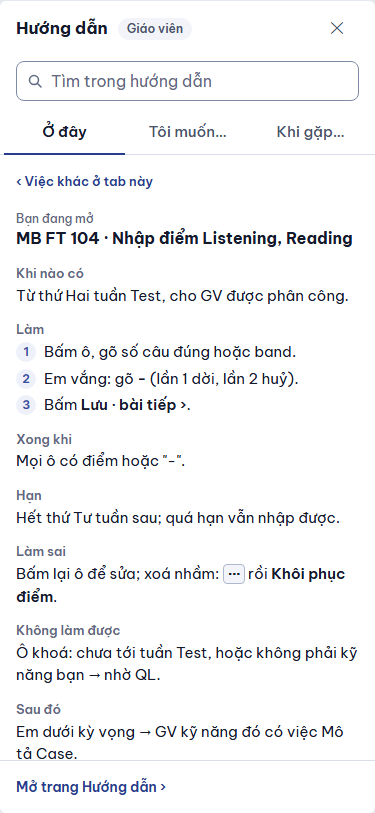 Hướng dẫn Giáo viên
Tìm trong hướng dẫn
Ở đây Tôi muốn... Khi gặp...
‹ Việc khác ở tab này
Bạn đang mở
MB FT 104 · Nhập điểm Listening, Reading
Khi nào có
Từ thứ Hai tuần Test, cho GV được phân công.
Làm
1 Bấm ô, gõ số câu đúng hoặc band.
2 Em vắng: gõ - (lần 1 dời, lần 2 huỷ).
3 Bấm Lưu · bài tiếp ›.
Xong khi
Mọi ô có điểm hoặc "-".
Hạn
Hết thứ Tư tuần sau; quá hạn vẫn nhập được.
Làm sai
Bấm lại ô để sửa; xoá nhầm: ··· rồi Khôi phục
điểm.
Không làm được
Ô khoá: chưa tới tuần Test, hoặc không phải kỹ
năng bạn → nhờ QL.
Sau đó
Em dưới kỳ vọng → GV kỹ năng đó có việc Mô
tả Case.
Mở trang Hướng dẫn ›